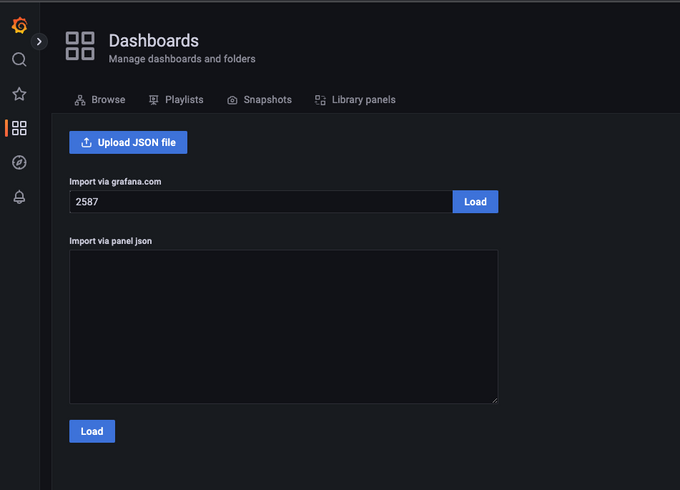 Dashboards
Manage dashboards and folders
Browse Playlists Snapshots Library panels
Upload JSON file
Import via grafana.com
2587 Load
Import via panel json
Load